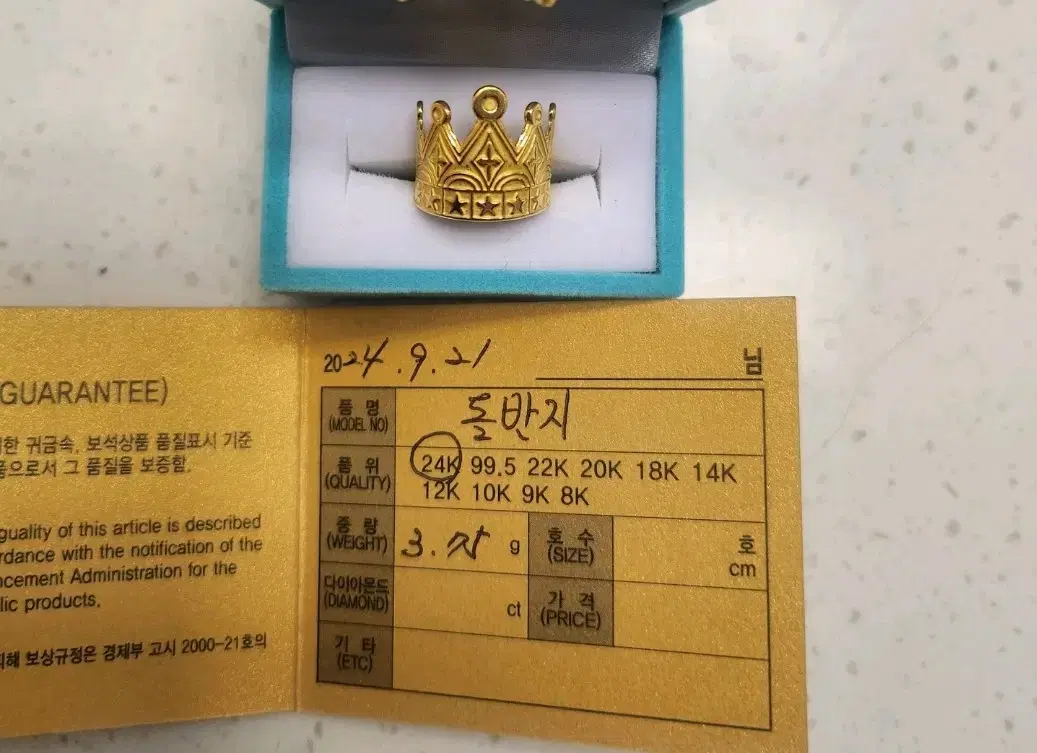 GUARANTEE)
한 귀금속, 보석상품 품질표시 기준
품으로서 그 품질을 보증함.
guality of this article is described
rdance with the notification of the
ncement Administration for the
lic products.
해 보상규정은 경제부 고시 2000-21호의
2024.9.21 님
품 명 돌반지
(MODEL NO)
품 위 24K 99.5 22K 20K 18K 14K
(QUALITY) 12K 10K 9K 8K
중 량 3.75 g 호 수 호
(WEIGHT) (SIZE) cm
다이아몬드 ct 가 격
(DIAMOND) (PRICE)
기 타
(ETC)